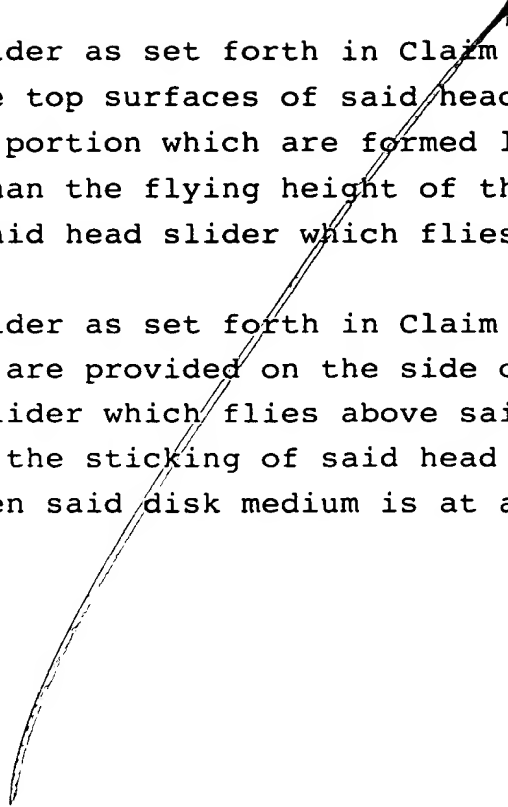 der as set forth in Claim
top surfaces of said head
portion which are formed
an the flying height of th
aid head slider which flies
der as set forth in Claim
are provided on the side
lider which flies above sai
the sticking of said head
en said disk medium is at a